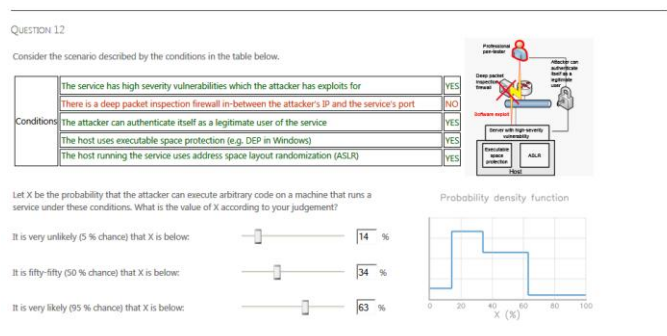 QUESTION 12
Consider the scenario described by the conditions in the table below.
Conditions
The service has high severity vulnerabilities which the attacker has exploits for YES
There is a deep packet inspection firewall in-between the attacker's IP and the service's port NO
The attacker can authenticate itself as a legitimate user of the service YES
The host uses executable space protection (e.g. DEP in Windows) YES
The host running the service uses address space layout randomization (ASLR) YES
Professional
pen-tester
Attacker can
authenticate
itself as a
legitimate
user
Deep packet
inspection
firewall
Software exploit
Server with high-severity
vulnerability
Executable
space
protection
ASLR
Host
Let X be the probability that the attacker can execute arbitrary code on a machine that runs a
service under these conditions. What is the value of X according to your judgement?
It is very unlikely (5 % chance) that X is below: 14 %
It is fifty-fifty (50 % chance) that X is below: 34 %
It is very likely (95 % chance) that X is below: 63 %
Probability density function
0 20 40 60 80 100
X (%)